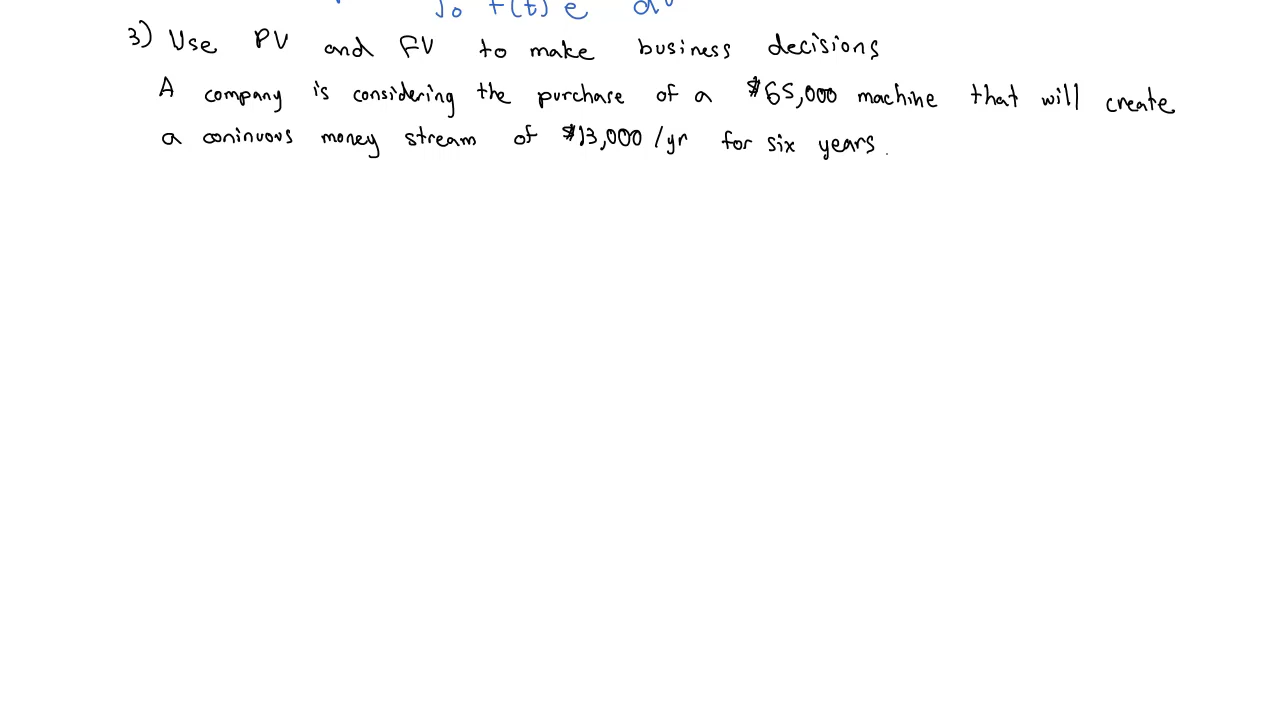 ∫0 f(t) e
3) Use PV and FV to make business decisions
A company is considering the purchase of a $65,000 machine that will create
a coninuous money stream of $13,000 /yr for six years.